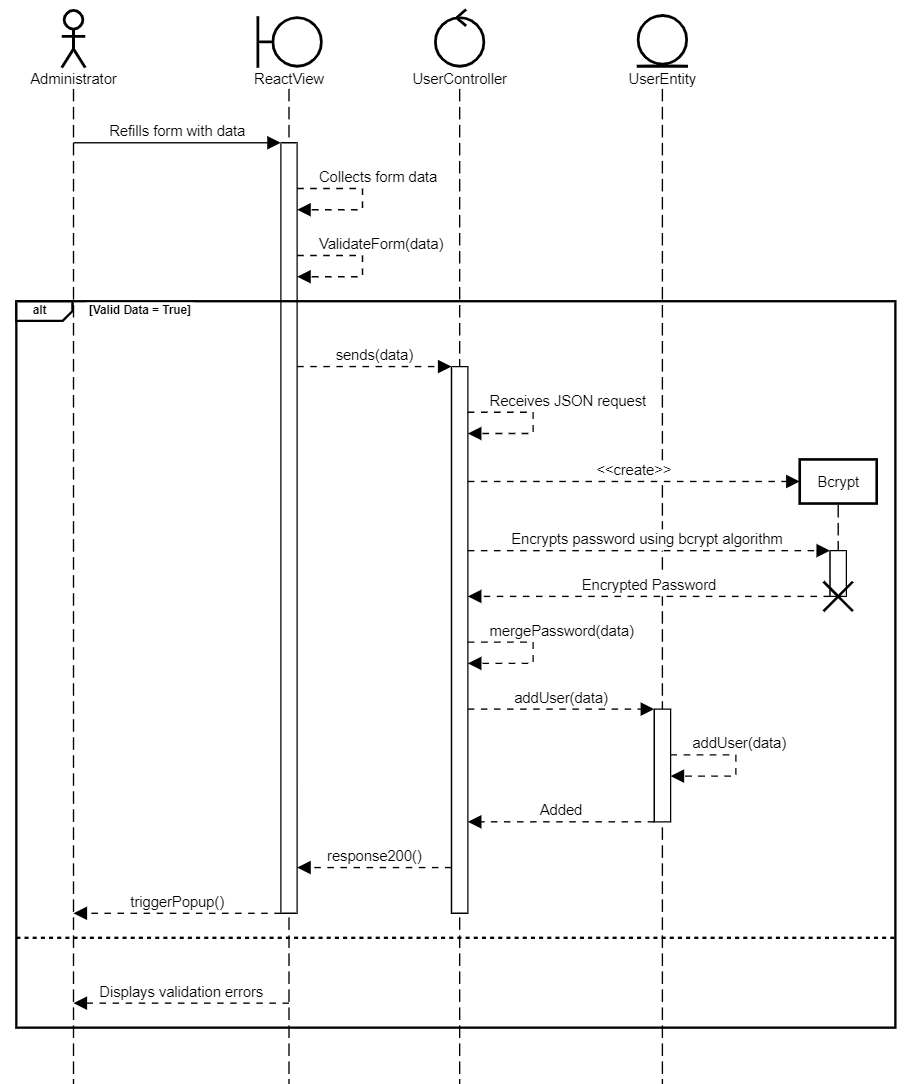 Administrator
ReactView
UserController
UserEntity
Refills form with data
Collects form data
ValidateForm(data)
alt
[Valid Data = True]
sends(data)
Receives JSON request
<<create>>
Bcrypt
Encrypts password using bcrypt algorithm
Encrypted Password
mergePassword(data)
addUser(data)
addUser(data)
Added
response200()
triggerPopup()
Displays validation errors